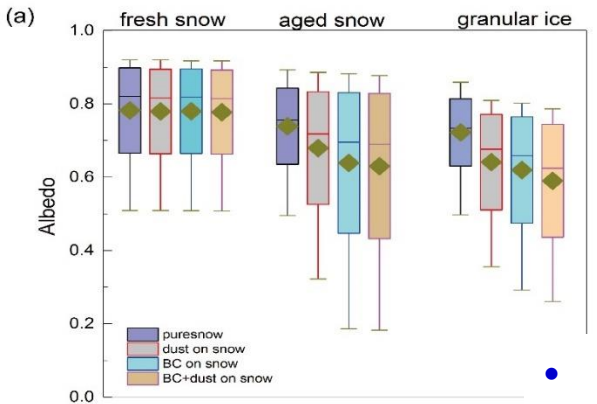 (a)
fresh snow aged snow granular ice
1.0
0.8
0.6
0.4
0.2
0.0
Albedo
puresnow
dust on snow
BC on snow
BC+dust on snow